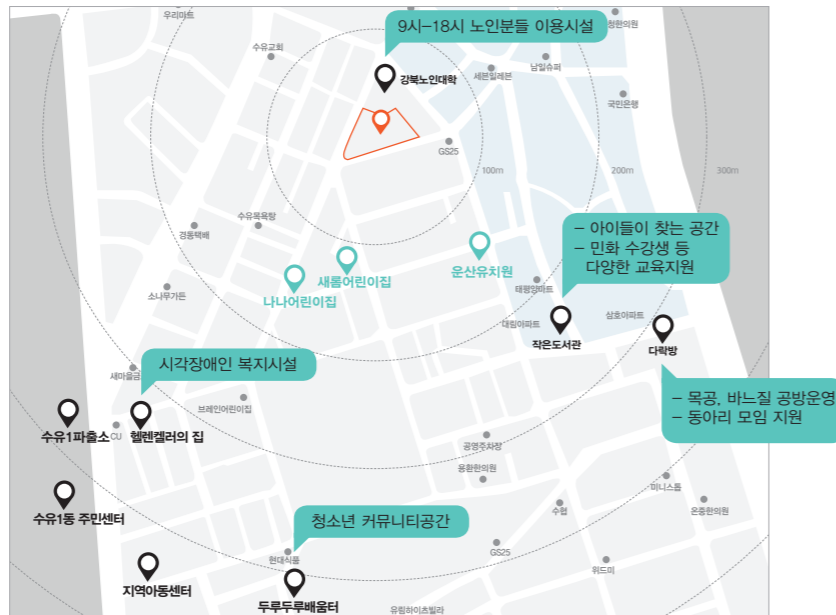 우리마트
9시-18시 노인분들 이용시설
청한의원
수유교회
강북노인대학
세븐일레븐
남일슈퍼
국민은행
GS25
100m
200m
300m
경동택배
수유옥욕탕
– 아이들이 찾는 공간
– 민화 수강생 등
다양한 교육지원
새롬어린이집
운산유치원
나나어린이집
소나무가든
태평양마트
대림아파트
삼호아파트
작은도서관
다락방
시각장애인 복지시설
새마을금
브레인어린이집
– 목공, 바느질 공방운영
– 동아리 모임 지원
수유1파출소
CU
헬렌켈러의 집
공영주차장
용환한의원
수유1동 주민센터
미니스톱
온중한의원
수협
청소년 커뮤니티공간
현대식품
GS25
위드미
지역아동센터
두루두루배움터
유림하이츠빌라